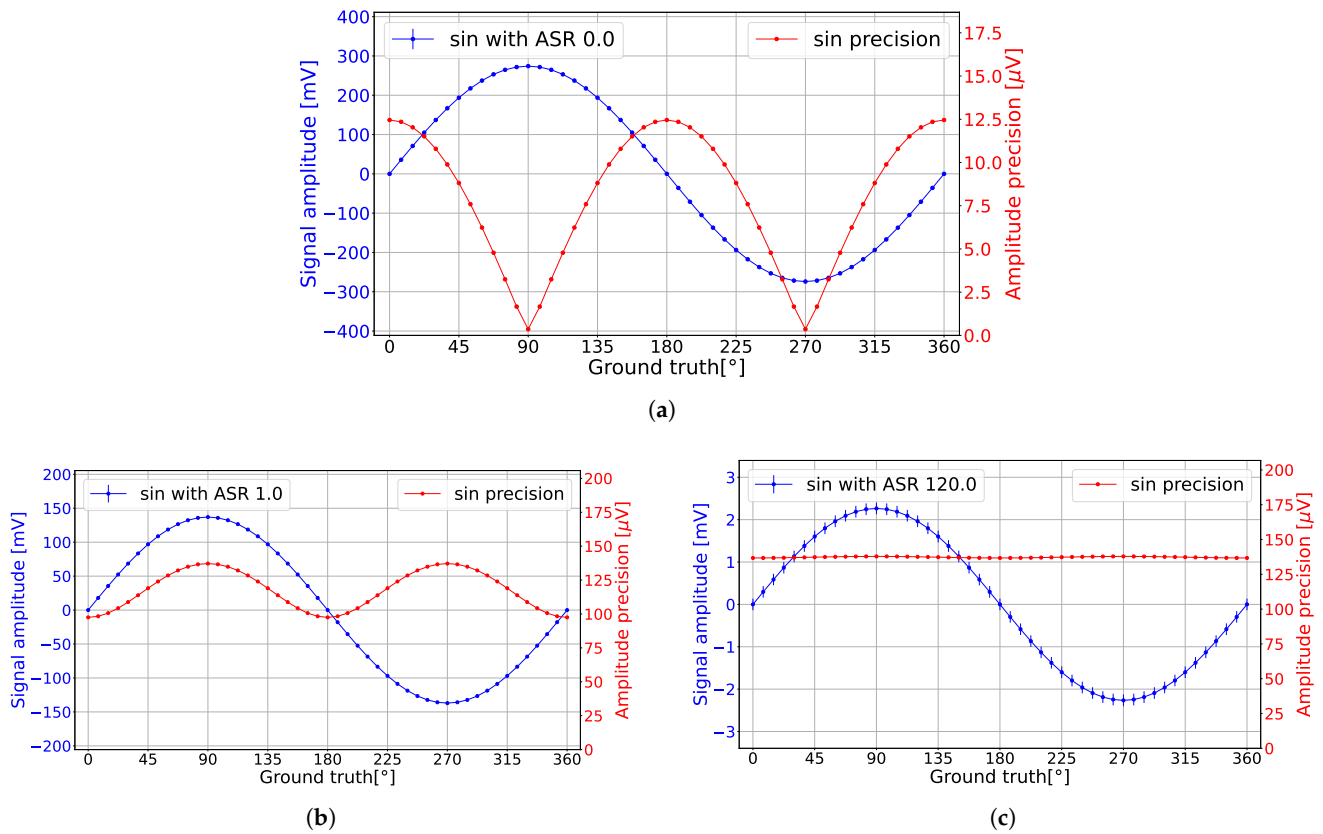 sin with ASR 0.0
sin precision
Signal amplitude [mV]
400
300
200
100
0
−100
−200
−300
−400
Amplitude precision [µV]
17.5
15.0
12.5
10.0
7.5
5.0
2.5
0.0
0 45 90 135 180 225 270 315 360
Ground truth[°]
(a)
sin with ASR 1.0
sin precision
Signal amplitude [mV]
200
150
100
50
0
−50
−100
−150
−200
Amplitude precision [µV]
200
175
150
125
100
75
50
25
0
0 45 90 135 180 225 270 315 360
Ground truth[°]
(b)
sin with ASR 120.0
sin precision
Signal amplitude [mV]
3
2
1
0
−1
−2
−3
Amplitude precision [µV]
200
175
150
125
100
75
50
25
0
0 45 90 135 180 225 270 315 360
Ground truth[°]
(c)